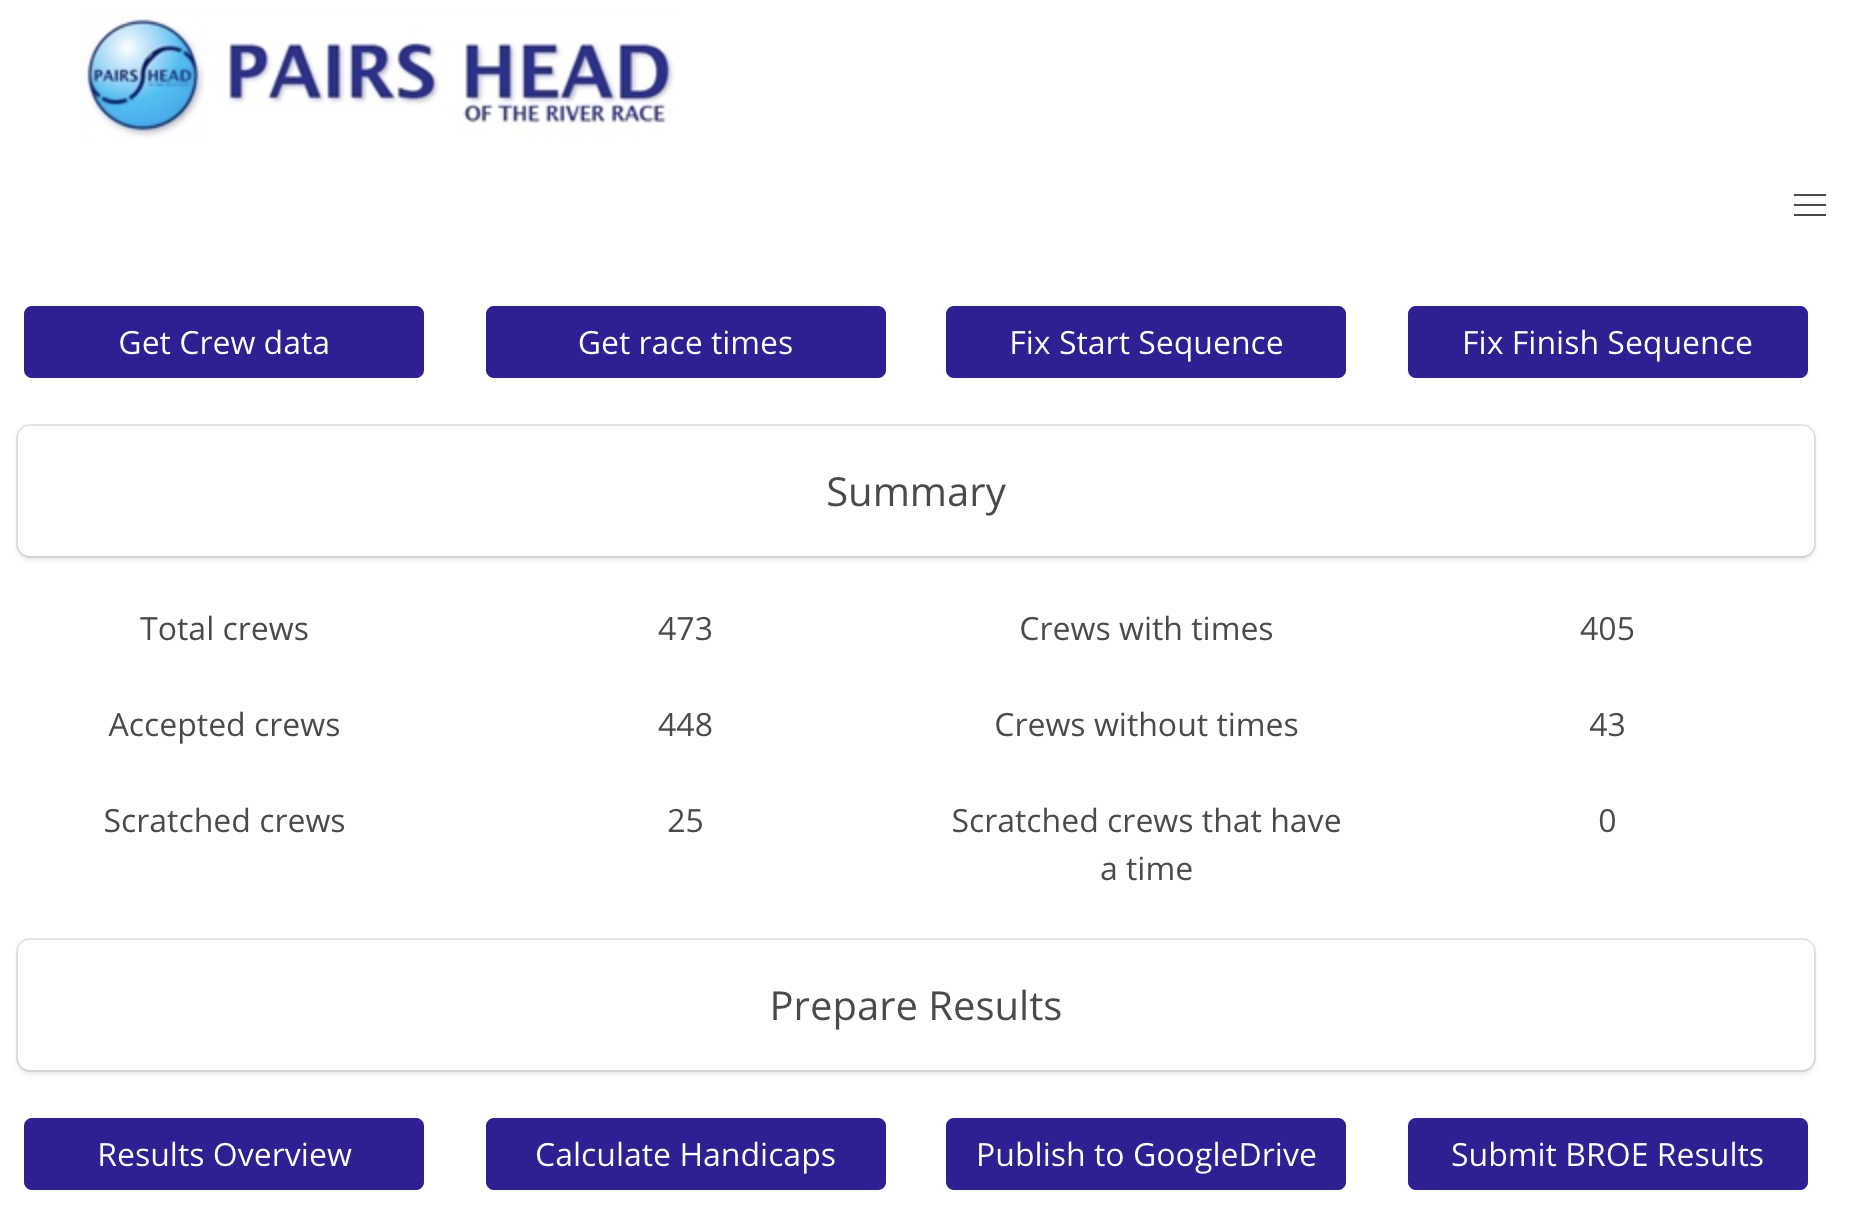 PAIRS HEAD
PAIRS HEAD
OF THE RIVER RACE
Get Crew data
Get race times
Fix Start Sequence
Fix Finish Sequence
Summary
Total crews
473
Crews with times
405
Accepted crews
448
Crews without times
43
Scratched crews
25
Scratched crews that have
a time
0
Prepare Results
Results Overview
Calculate Handicaps
Publish to GoogleDrive
Submit BROE Results